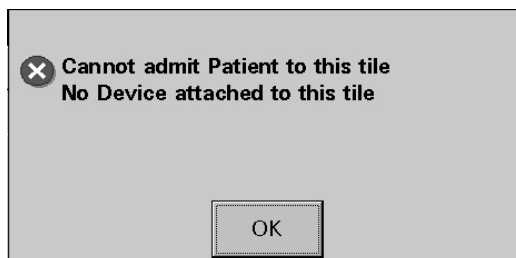 Cannot admit Patient to this tile
No Device attached to this tile
OK